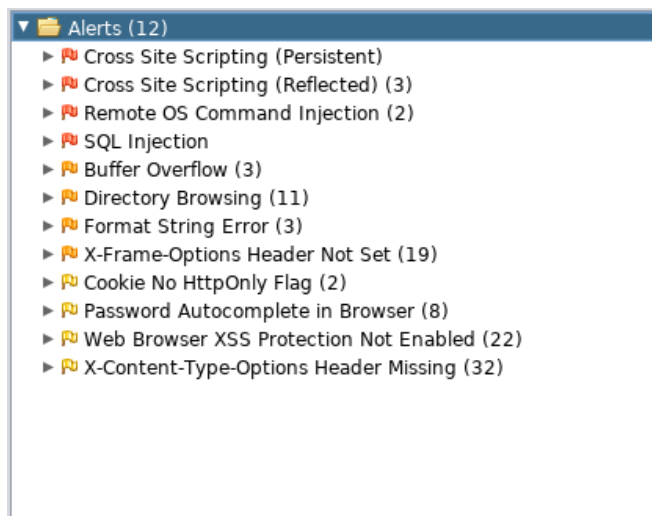 Alerts (12)
Cross Site Scripting (Persistent)
Cross Site Scripting (Reflected) (3)
Remote OS Command Injection (2)
SQL Injection
Buffer Overflow (3)
Directory Browsing (11)
Format String Error (3)
X-Frame-Options Header Not Set (19)
Cookie No HttpOnly Flag (2)
Password Autocomplete in Browser (8)
Web Browser XSS Protection Not Enabled (22)
X-Content-Type-Options Header Missing (32)